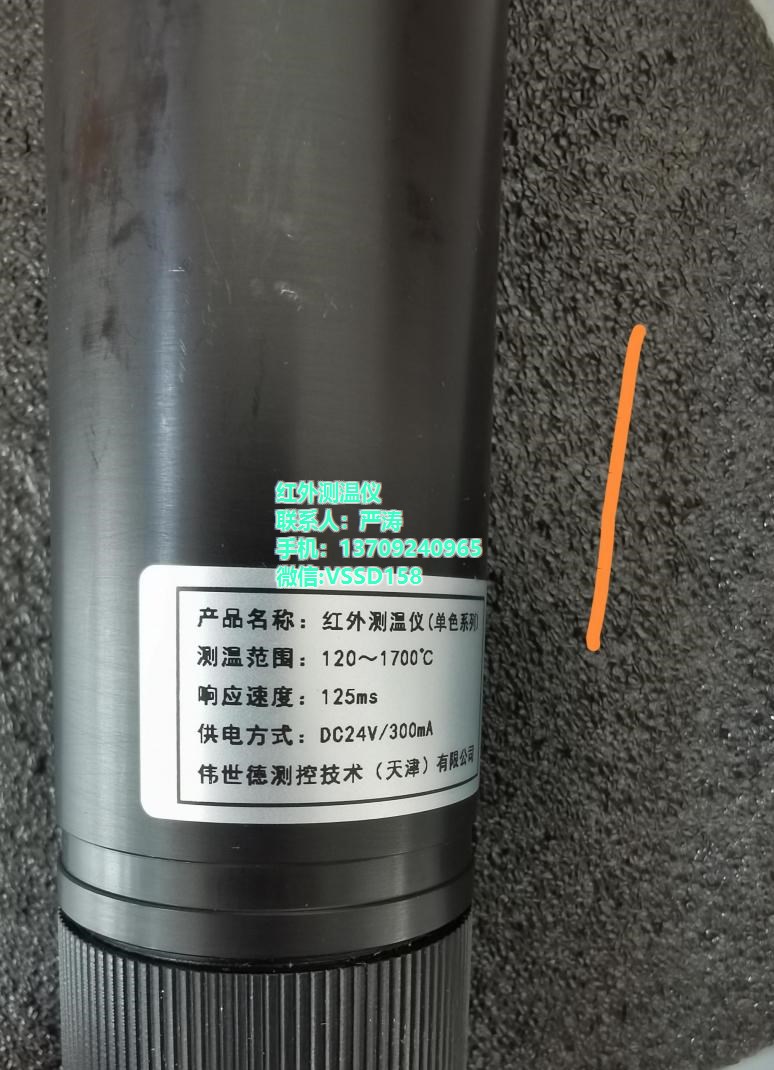 红外测温仪
联系人：严涛
手机：13709240965
微信:VSSD158
产品名称：红外测温仪(单色系列)
测温范围：120～1700℃
响应速度：125ms
供电方式：DC24V/300mA
伟世德测控技术（天津）有限公司